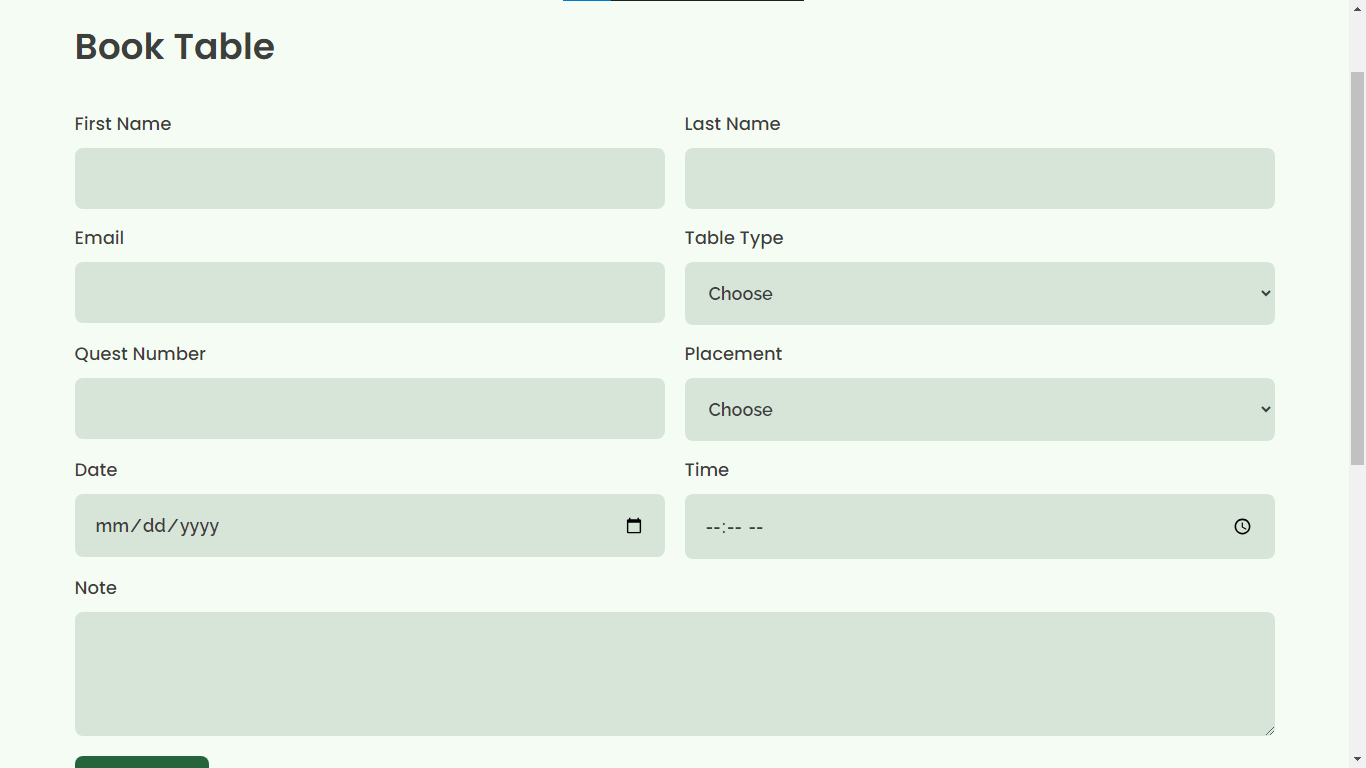 Book Table
First Name
Last Name
Email
Table Type
Choose
Quest Number
Placement
Choose
Date
Time
mm/dd/yyyy
--:-- --
Note